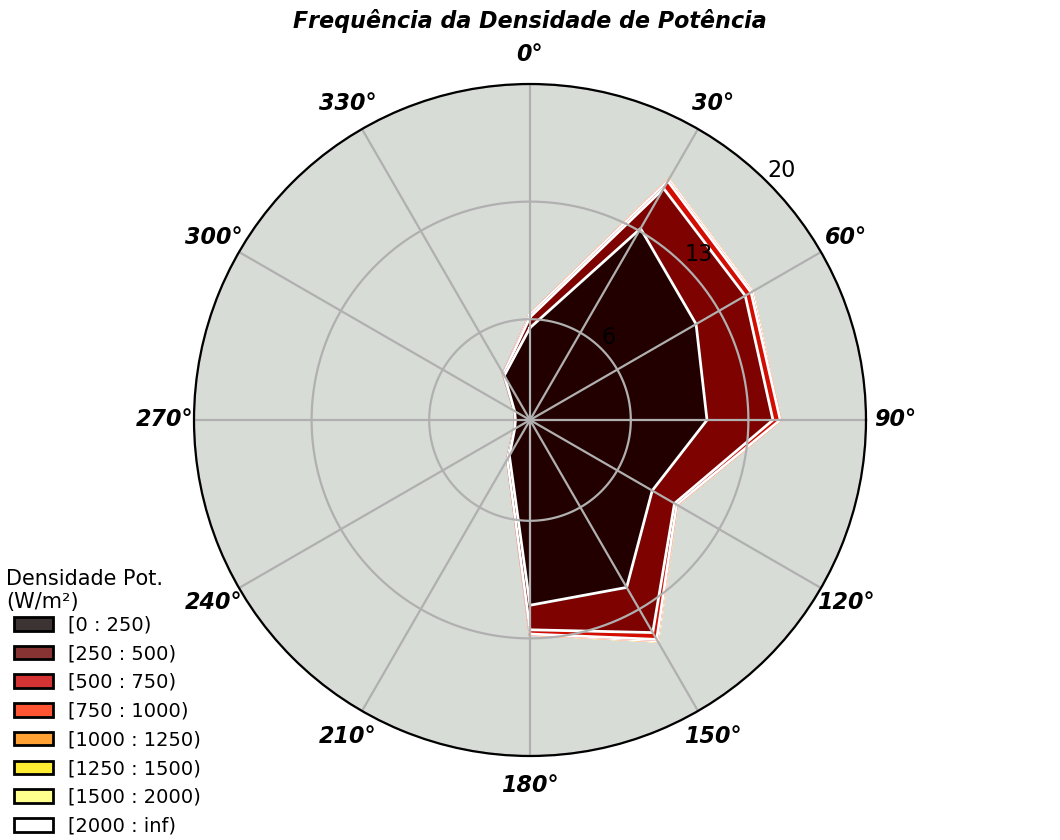 Frequência da Densidade de Potência
0°
330°
30°
20
300°
60°
13
6
270°
90°
240°
120°
210°
150°
180°
Densidade Pot.
(W/m²)
[0 : 250)
[250 : 500)
[500 : 750)
[750 : 1000)
[1000 : 1250)
[1250 : 1500)
[1500 : 2000)
[2000 : inf)